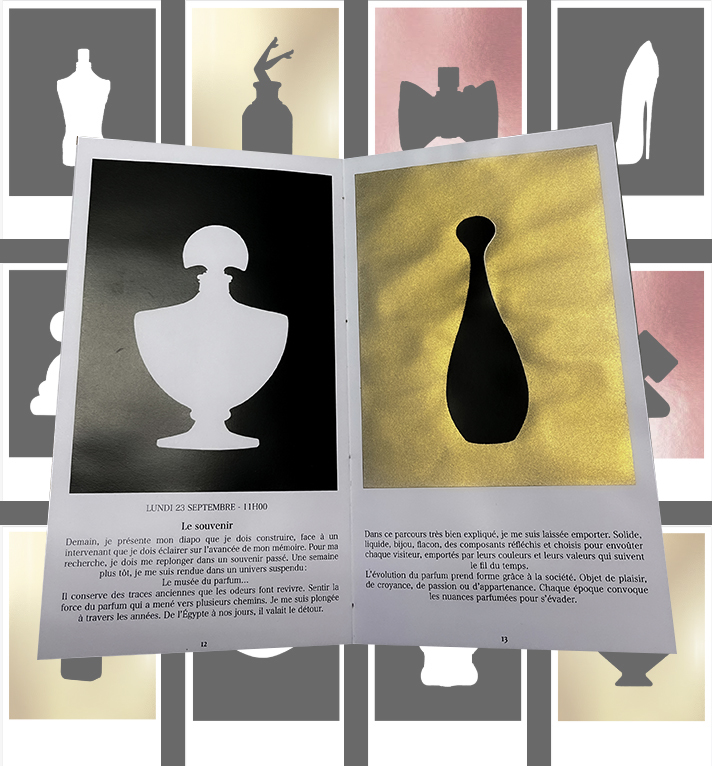 LUNDI 23 SEPTEMBRE - 11H00
Le souvenir
Demain, je présente mon diapo que je dois construire, face à un
intervenant que je dois éclairer sur l'avancée de mon mémoire. Pour ma
recherche, je dois me replonger dans un souvenir passé. Une semaine
plus tôt, je me suis rendue dans un univers suspendu:
Le musée du parfum...
Il conserve des traces anciennes que les odeurs font revivre. Sentir la
force du parfum qui a mené vers plusieurs chemins. Je me suis plongée
à travers les années. De l'Égypte à nos jours, il valait le détour.
12
Dans ce parcours très bien expliqué, je me suis laissée emporter. Solide,
liquide, bijou, flacon, des composants réfléchis et choisis pour envoûter
chaque visiteur, emportés par leurs couleurs et leurs valeurs qui suivent
le fil du temps.
L'évolution du parfum prend forme grâce à la société. Objet de plaisir,
de croyance, de passion ou d'appartenance. Chaque époque convoque
les nuances parfumées pour s'évader.
13